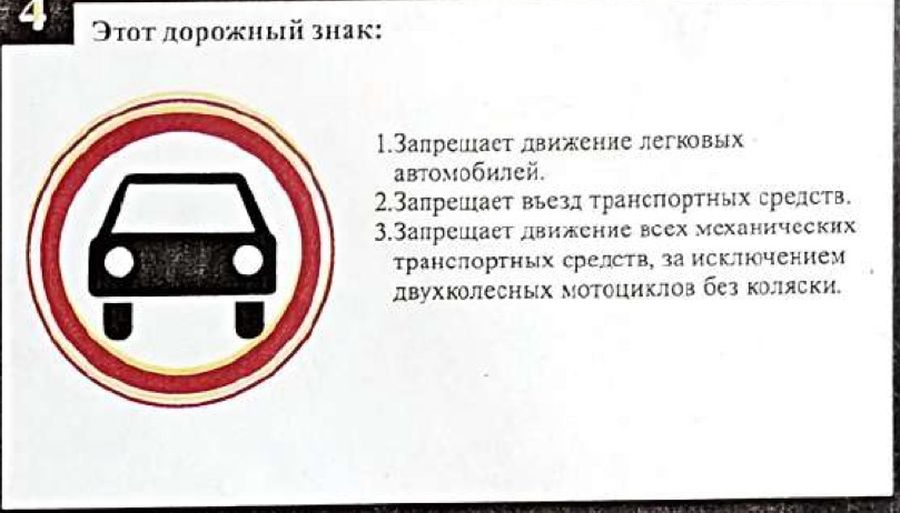 4
Этот дорожный знак:
1.Запрещает движение легковых
автомобилей.
2.Запрещает въезд транспортных средств.
3.Запрещает движение всех механических
транспортных средств, за исключением
двухколесных мотоциклов без коляски.